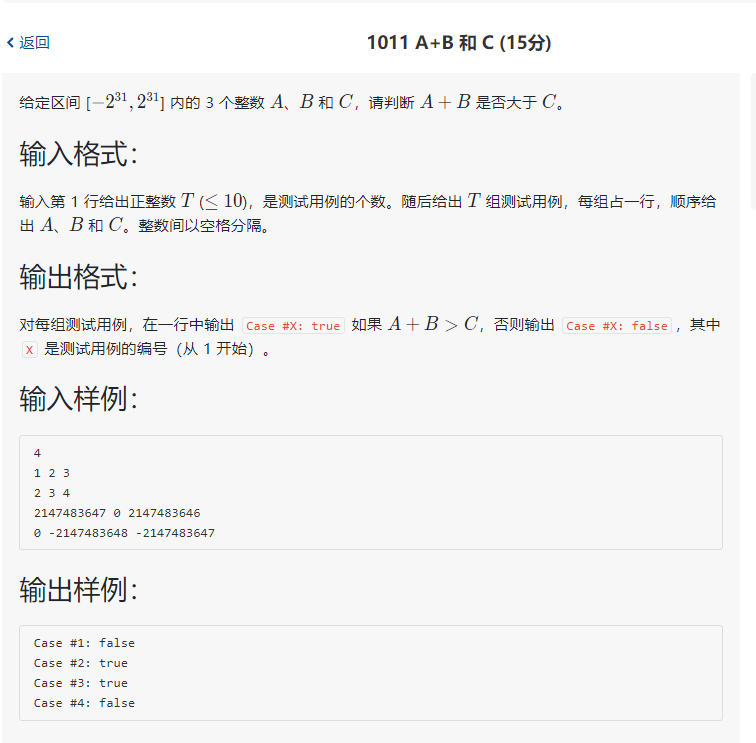 返回
1011 A+B 和 C (15分)
给定区间 [−2³¹, 2³¹] 内的 3 个整数 A、B 和 C，请判断 A + B 是否大于 C。
输入格式：
输入第 1 行给出正整数 T (≤ 10)，是测试用例的个数。随后给出 T 组测试用例，每组占一行，顺序给
出 A、B 和 C。整数间以空格分隔。
输出格式：
对每组测试用例，在一行中输出 Case #X: true 如果 A + B > C，否则输出 Case #X: false ，其中
X 是测试用例的编号（从 1 开始）。
输入样例：
4
1 2 3
2 3 4
2147483647 0 2147483646
0 -2147483648 -2147483647
输出样例：
Case #1: false
Case #2: true
Case #3: true
Case #4: false